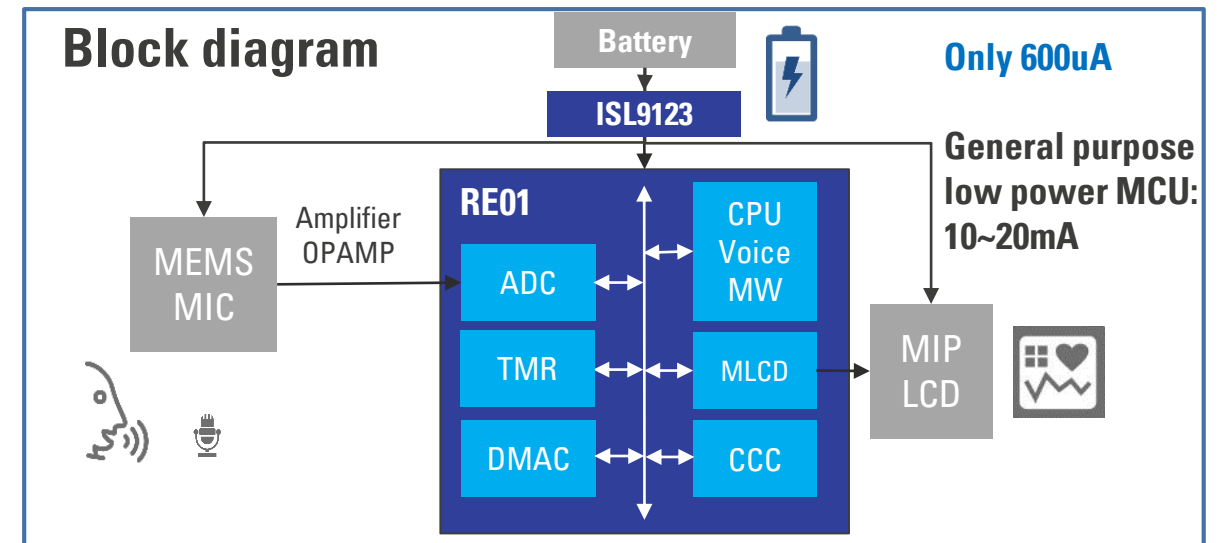 Block diagram
Battery
Only 600uA
ISL9123
General purpose
low power MCU:
10~20mA
RE01
Amplifier
OPAMP
MEMS
MIC
ADC
CPU
Voice
MW
TMR
MLCD
MIP
LCD
DMAC
CCC